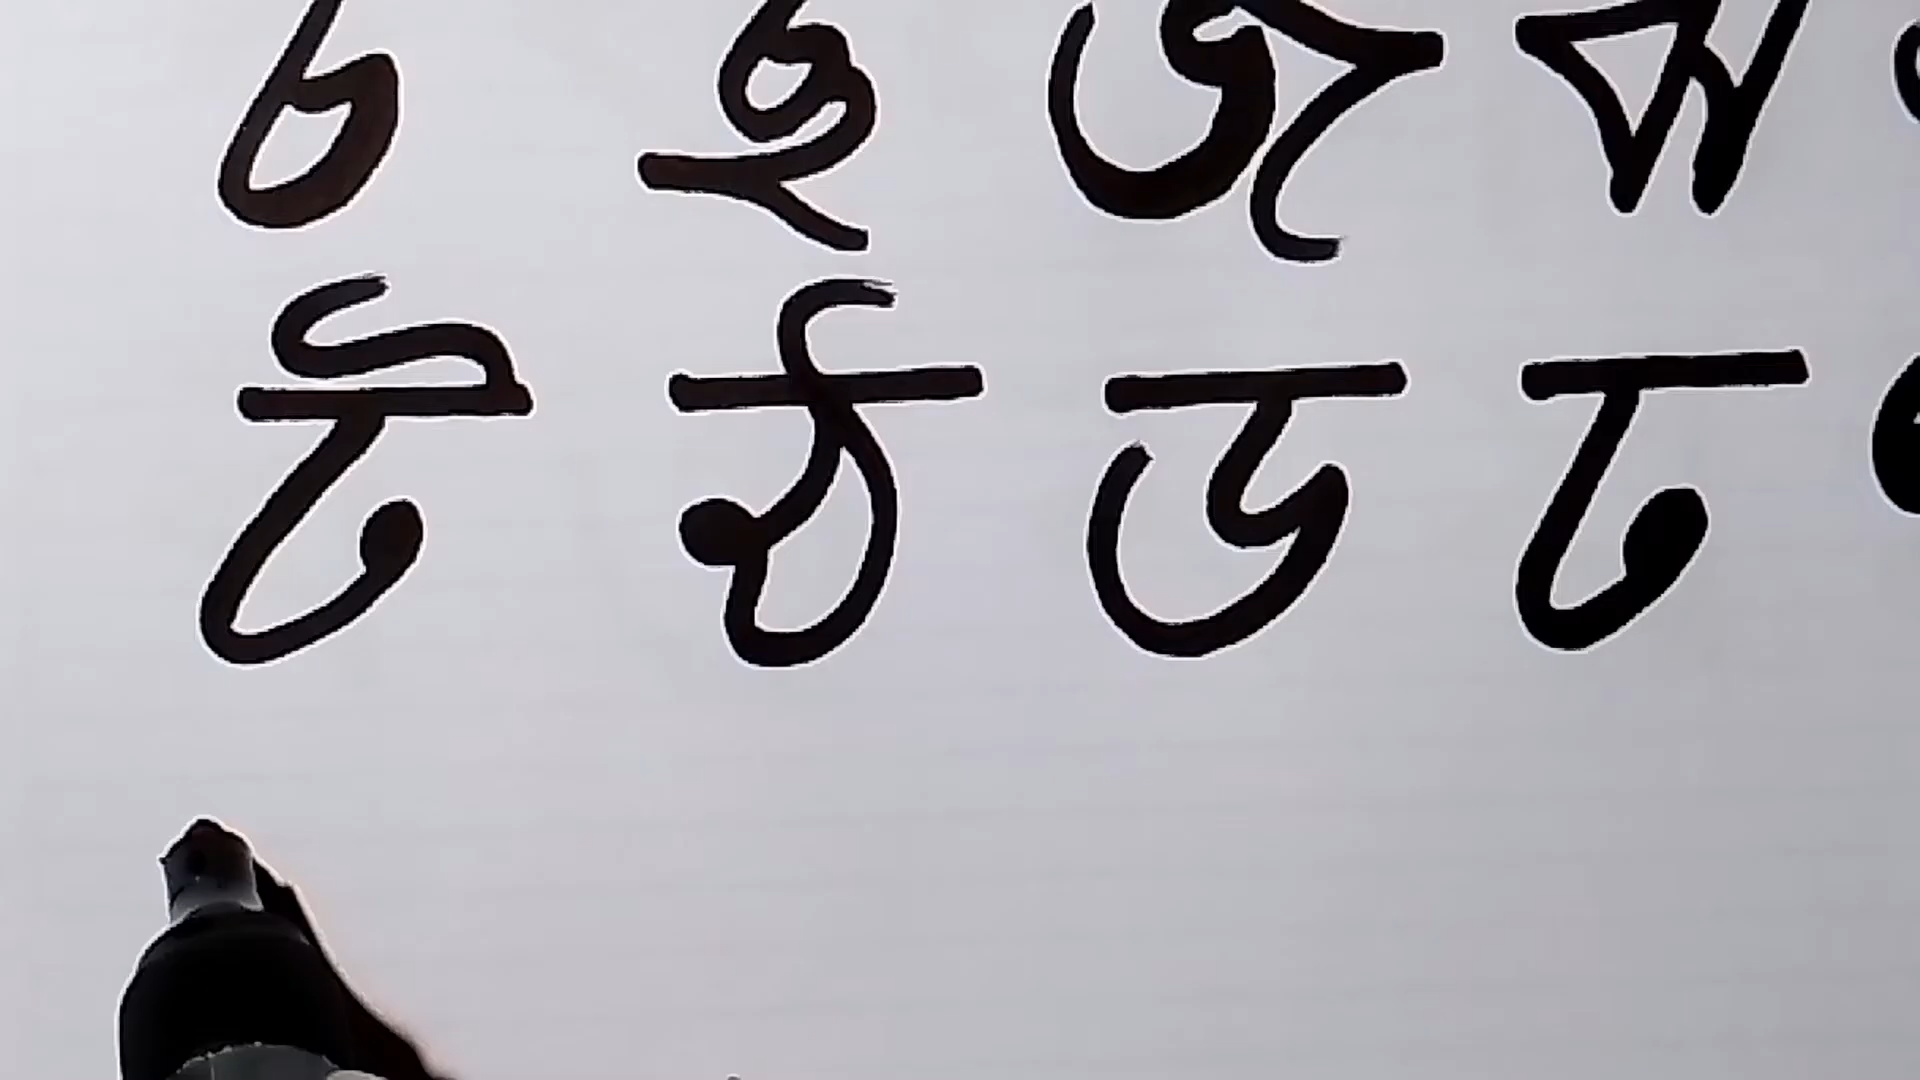 চ ছ জ ঝ
ট ঠ ড ঢ